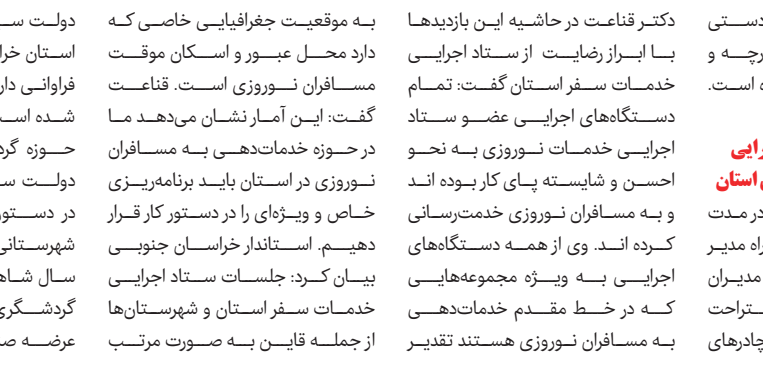 دستی
و
است.
استان
در مدت
مدیر
مدیران
چادرهای
دکتر قناعت در حاشیه این بازدیدها
با ابراز رضایت از ستاد اجرایی
خدمات سفر استان گفت: تمام
دستگاه‌های اجرایی عضو ستاد
اجرایی خدمات نوروزی به نحو
احسن و شایسته پای کار بوده اند
و به مسافران نوروزی خدمت‌رسانی
کرده اند. وی از همه دستگاه‌های
اجرایی به ویژه مجموعه‌هایی
که در خط مقدم خدمات‌دهی
به مسافران نوروزی هستند تقدیر
به موقعیت جغرافیایی خاصی که
دارد محل عبور و اسکان موقت
مسافران نوروزی است. قناعت
گفت: این آمار نشان می‌دهد ما
در حوزه خدمات‌دهی به مسافران
نوروزی در استان باید برنامه‌ریزی
خاص و ویژه‌ای را در دستور کار قرار
دهیم. استاندار خراسان جنوبی
بیان کرد: جلسات ستاد اجرایی
خدمات سفر استان و شهرستان‌ها
از جمله قاین به صورت مرتب
دولت
استان
فراوانی
شده
حوزه
دولت
در
سال
عرضه